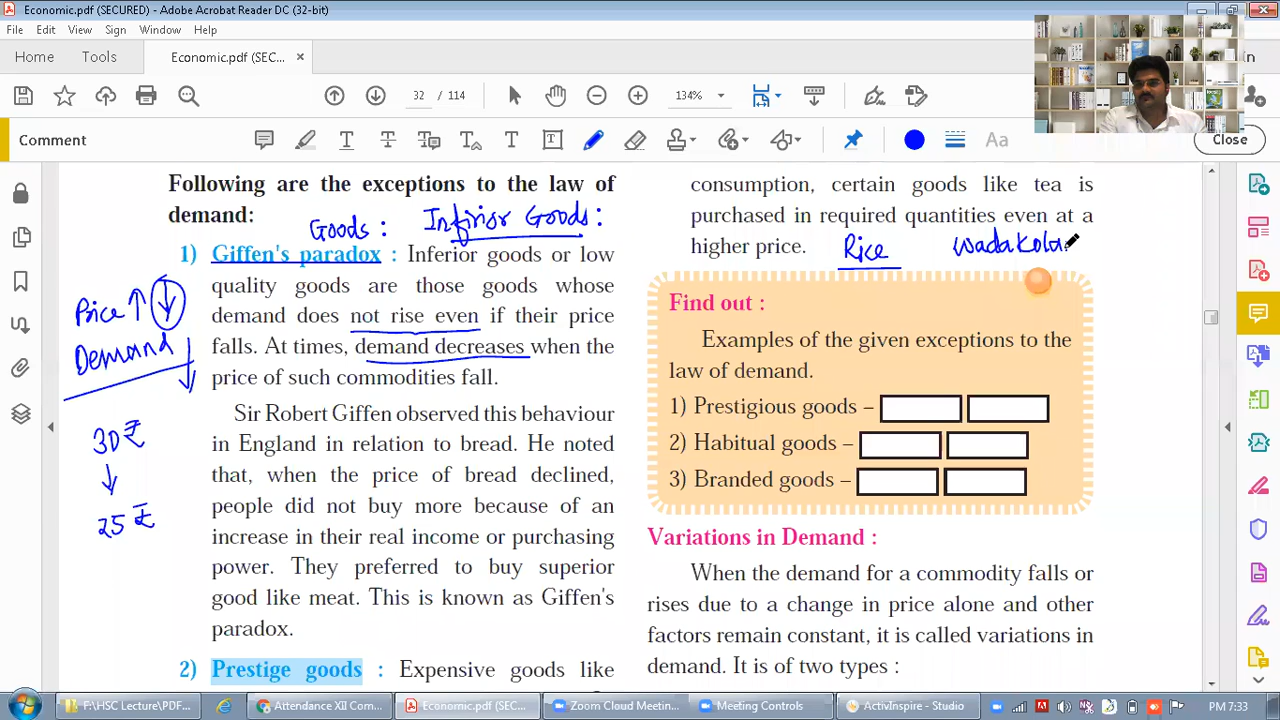 Economic.pdf (SECURED) - Adobe Acrobat Reader DC (32-bit)
File Edit View Sign Window Help
Home Tools Economic.pdf (SEC... ×
32 / 114 134%
Comment
Aa
Close
Following are the exceptions to the law of
demand:
Goods : Infirior Goods :
1) Giffen's paradox : Inferior goods or low
quality goods are those goods whose
demand does not rise even if their price
falls. At times, demand decreases when the
price of such commodities fall.
Price ↑ ↓
Demand ↓
30 ₹
↓
25 ₹
Sir Robert Giffen observed this behaviour
in England in relation to bread. He noted
that, when the price of bread declined,
people did not buy more because of an
increase in their real income or purchasing
power. They preferred to buy superior
good like meat. This is known as Giffen's
paradox.
2) Prestige goods : Expensive goods like
consumption, certain goods like tea is
purchased in required quantities even at a
higher price.
Rice
Find out :
Examples of the given exceptions to the
law of demand.
1) Prestigious goods –
2) Habitual goods –
3) Branded goods –
Variations in Demand :
When the demand for a commodity falls or
rises due to a change in price alone and other
factors remain constant, it is called variations in
demand. It is of two types :
F:\HSC Lecture\PDF... Attendance XII Com... Economic.pdf (SEC... Zoom Cloud Meetin... Meeting Controls ActivInspire - Studio PM 7:33